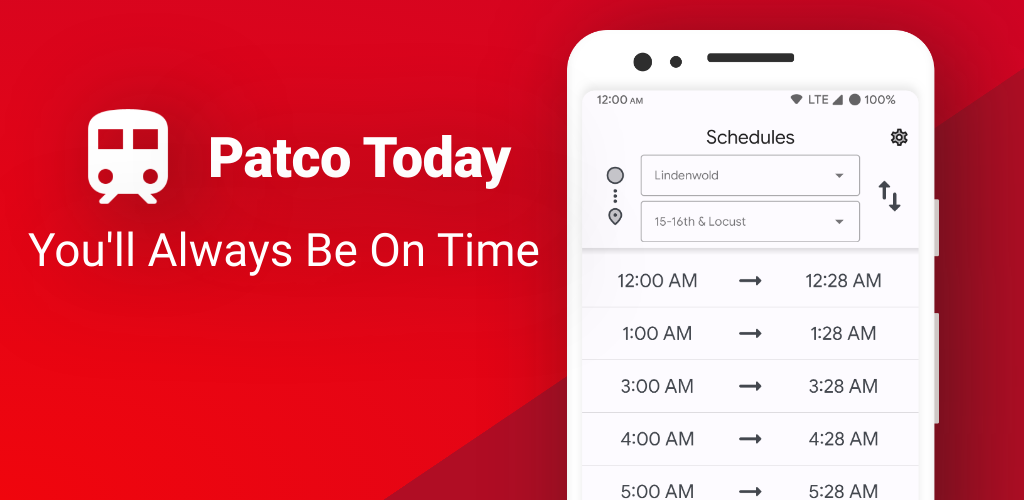 Patco Today
You'll Always Be On Time
12:00 AM LTE 100%
Schedules
Lindenwold
15-16th & Locust
12:00 AM 12:28 AM
1:00 AM 1:28 AM
3:00 AM 3:28 AM
4:00 AM 4:28 AM
5:00 AM 5:28 AM